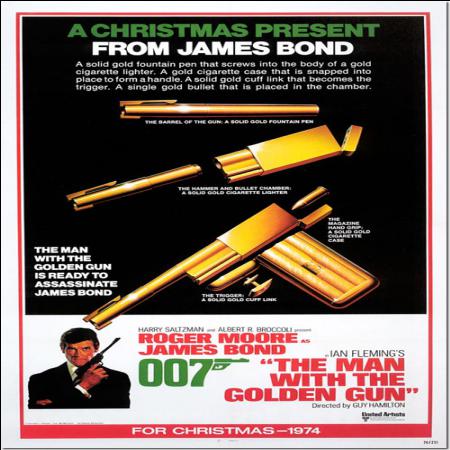 A CHRISTMAS PRESENT
FROM JAMES BOND
A solid gold fountain pen that screws into the body of a gold
cigarette lighter. A gold cigarette case that is snapped into
place to form a handle. A solid gold cuff link that becomes the
trigger. A single gold bullet that is placed in the chamber.
THE BARREL OF THE GUN: A SOLID GOLD FOUNTAIN PEN
THE HAMMER AND BULLET CHAMBER:
A SOLID GOLD CIGARETTE LIGHTER
THE
MAGAZINE
HAND GRIP:
A SOLID GOLD
CIGARETTE
CASE
THE MAN
WITH THE
GOLDEN GUN
IS READY TO
ASSASSINATE
JAMES BOND
THE TRIGGER:
A SOLID GOLD CUFF LINK
HARRY SALTZMAN and ALBERT R. BROCCOLI present
ROGER MOORE AS
JAMES BOND
007
IN
IAN FLEMING'S
"THE MAN
WITH THE
GOLDEN GUN"
Directed by GUY HAMILTON
United Artists
FOR CHRISTMAS—1974